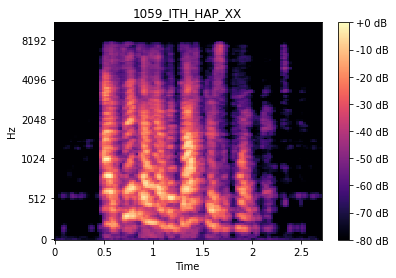 1059_ITH_HAP_XX
+0 dB
8192
-10 dB
4096
-20 dB
-30 dB
2048
Hz
-40 dB
1024
-50 dB
512
-60 dB
-70 dB
0
-80 dB
0 0.5 1 1.5 2 2.5
Time